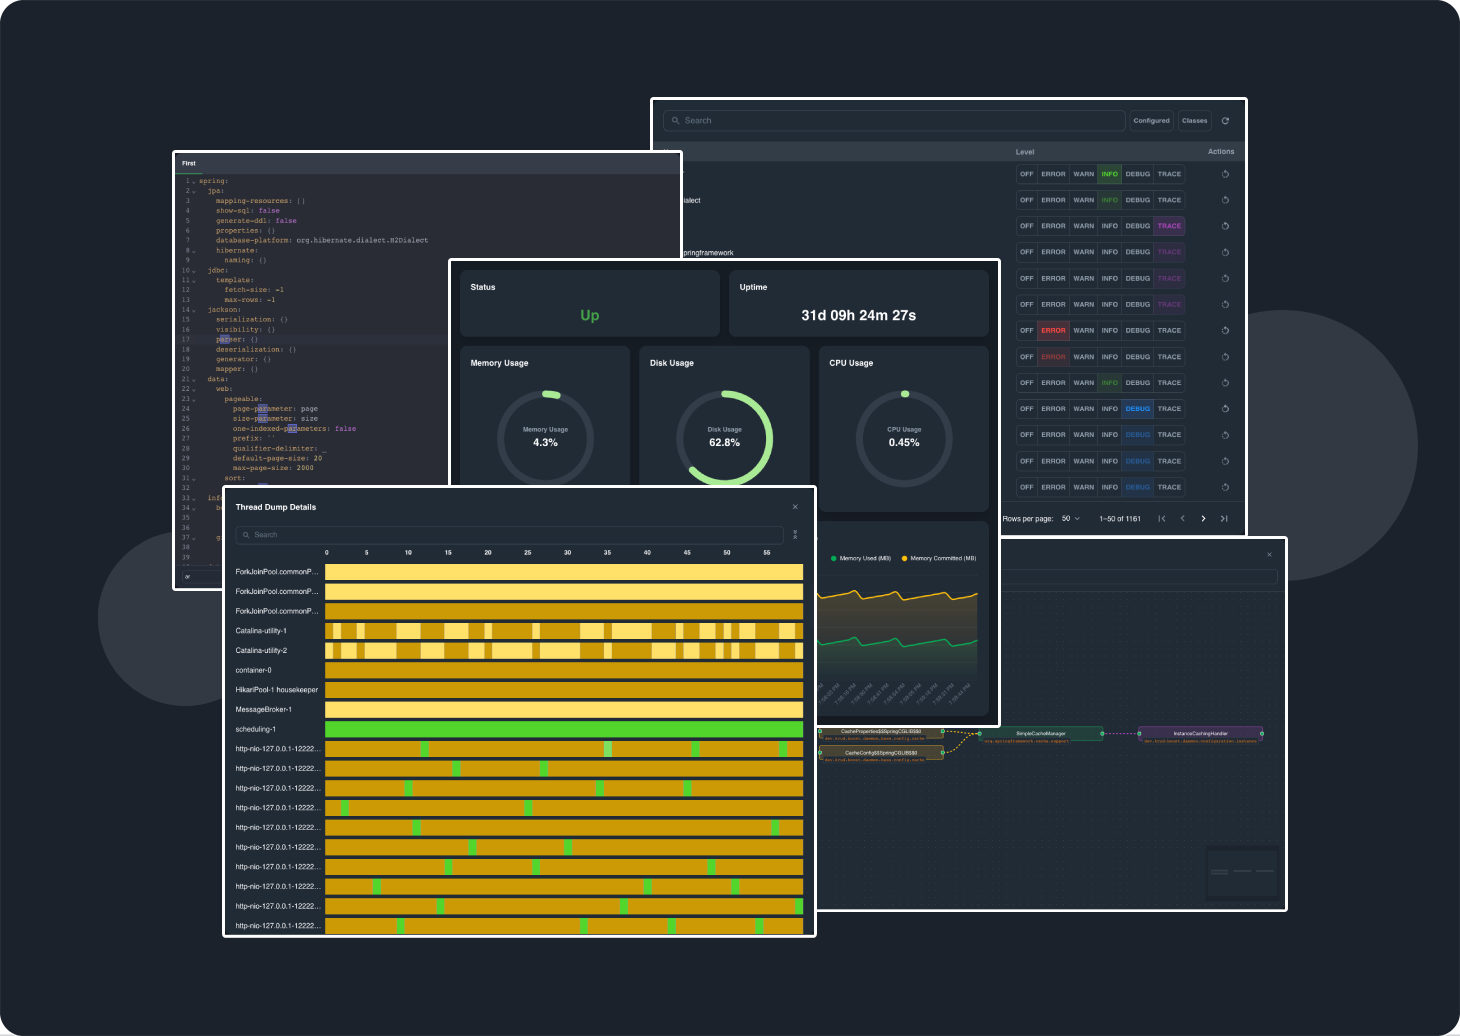 Search
Configured
Classes
Level
Actions
OFF ERROR WARN INFO DEBUG TRACE
ialect
OFF ERROR WARN INFO DEBUG TRACE
OFF ERROR WARN INFO DEBUG TRACE
pringframework
OFF ERROR WARN INFO DEBUG TRACE
OFF ERROR WARN INFO DEBUG TRACE
OFF ERROR WARN INFO DEBUG TRACE
OFF ERROR WARN INFO DEBUG TRACE
OFF ERROR WARN INFO DEBUG TRACE
OFF ERROR WARN INFO DEBUG TRACE
OFF ERROR WARN INFO DEBUG TRACE
OFF ERROR WARN INFO DEBUG TRACE
OFF ERROR WARN INFO DEBUG TRACE
OFF ERROR WARN INFO DEBUG TRACE
Rows per page: 50
1–50 of 1161
First
1 spring:
2 jpa:
3 mapping-resources: []
4 show-sql: false
5 generate-ddl: false
6 properties: {}
7 database-platform: org.hibernate.dialect.H2Dialect
8 hibernate:
9 naming: {}
10 jdbc:
11 template:
12 fetch-size: -1
13 max-rows: -1
14 jackson:
15 serialization: {}
16 visibility: {}
17 parser: {}
18 deserialization: {}
19 generator: {}
20 mapper: {}
21 data:
22 web:
23 pageable:
24 page-parameter: page
25 size-parameter: size
26 one-indexed-parameters: false
27 prefix: ''
28 qualifier-delimiter: _
29 default-page-size: 20
30 max-page-size: 2000
31 sort:
32
33 inf
34 b
35
36
37 g
38
39
ar
Status
Up
Uptime
31d 09h 24m 27s
Memory Usage
Memory Usage
4.3%
Disk Usage
Disk Usage
62.8%
CPU Usage
CPU Usage
0.45%
Memory Used (MB)
Memory Committed (MB)
Thread Dump Details
Search
0 5 10 15 20 25 30 35 40 45 50 55
ForkJoinPool.commonP...
ForkJoinPool.commonP...
ForkJoinPool.commonP...
Catalina-utility-1
Catalina-utility-2
container-0
HikariPool-1 housekeeper
MessageBroker-1
scheduling-1
http-nio-127.0.0.1-12222...
http-nio-127.0.0.1-12222...
http-nio-127.0.0.1-12222...
http-nio-127.0.0.1-12222...
http-nio-127.0.0.1-12222...
http-nio-127.0.0.1-12222...
http-nio-127.0.0.1-12222...
http-nio-127.0.0.1-12222...
http-nio-127.0.0.1-12222...
http-nio-127.0.0.1-12222...
CacheProperties$$SpringCGLIB$$0
CacheConfig$$SpringCGLIB$$0
SimpleCacheManager
org.springframework.cache.support
InstanceCachingHandler